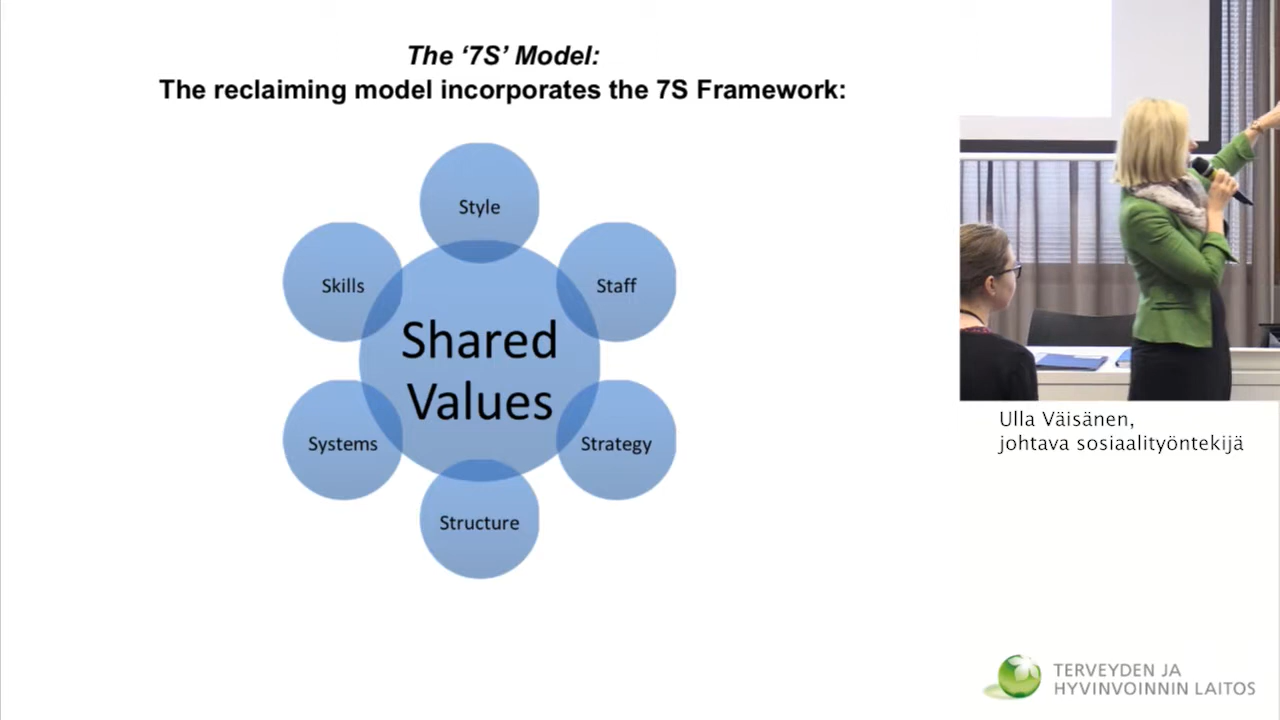 The ‘7S’ Model:
The reclaiming model incorporates the 7S Framework:
Style
Skills
Staff
Shared
Values
Systems
Strategy
Structure
Ulla Väisänen,
johtava sosiaalityöntekijä
TERVEYDEN JA
HYVINVOINNIN LAITOS